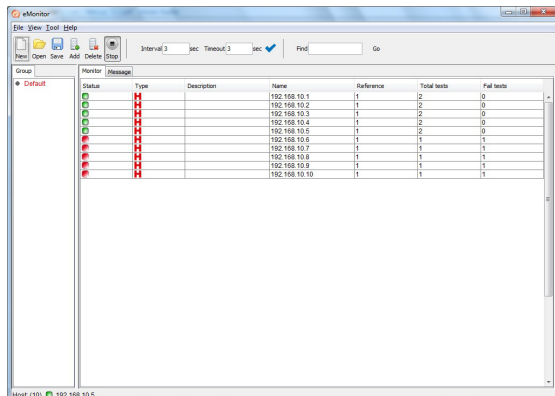 eMonitor
File View Tool Help
New Open Save Add Delete Stop Interval 3 sec Timeout 3 sec Find Go
Group Monitor Message
Default
Status Type Description Name Reference Total tests Fail tests
H 192.168.10.1 1 2 0
H 192.168.10.2 1 2 0
H 192.168.10.3 1 2 0
H 192.168.10.4 1 2 0
H 192.168.10.5 1 2 0
H 192.168.10.6 1 1 1
H 192.168.10.7 1 1 1
H 192.168.10.8 1 1 1
H 192.168.10.9 1 1 1
H 192.168.10.10 1 1 1
Host: (10) 192.168.10.5